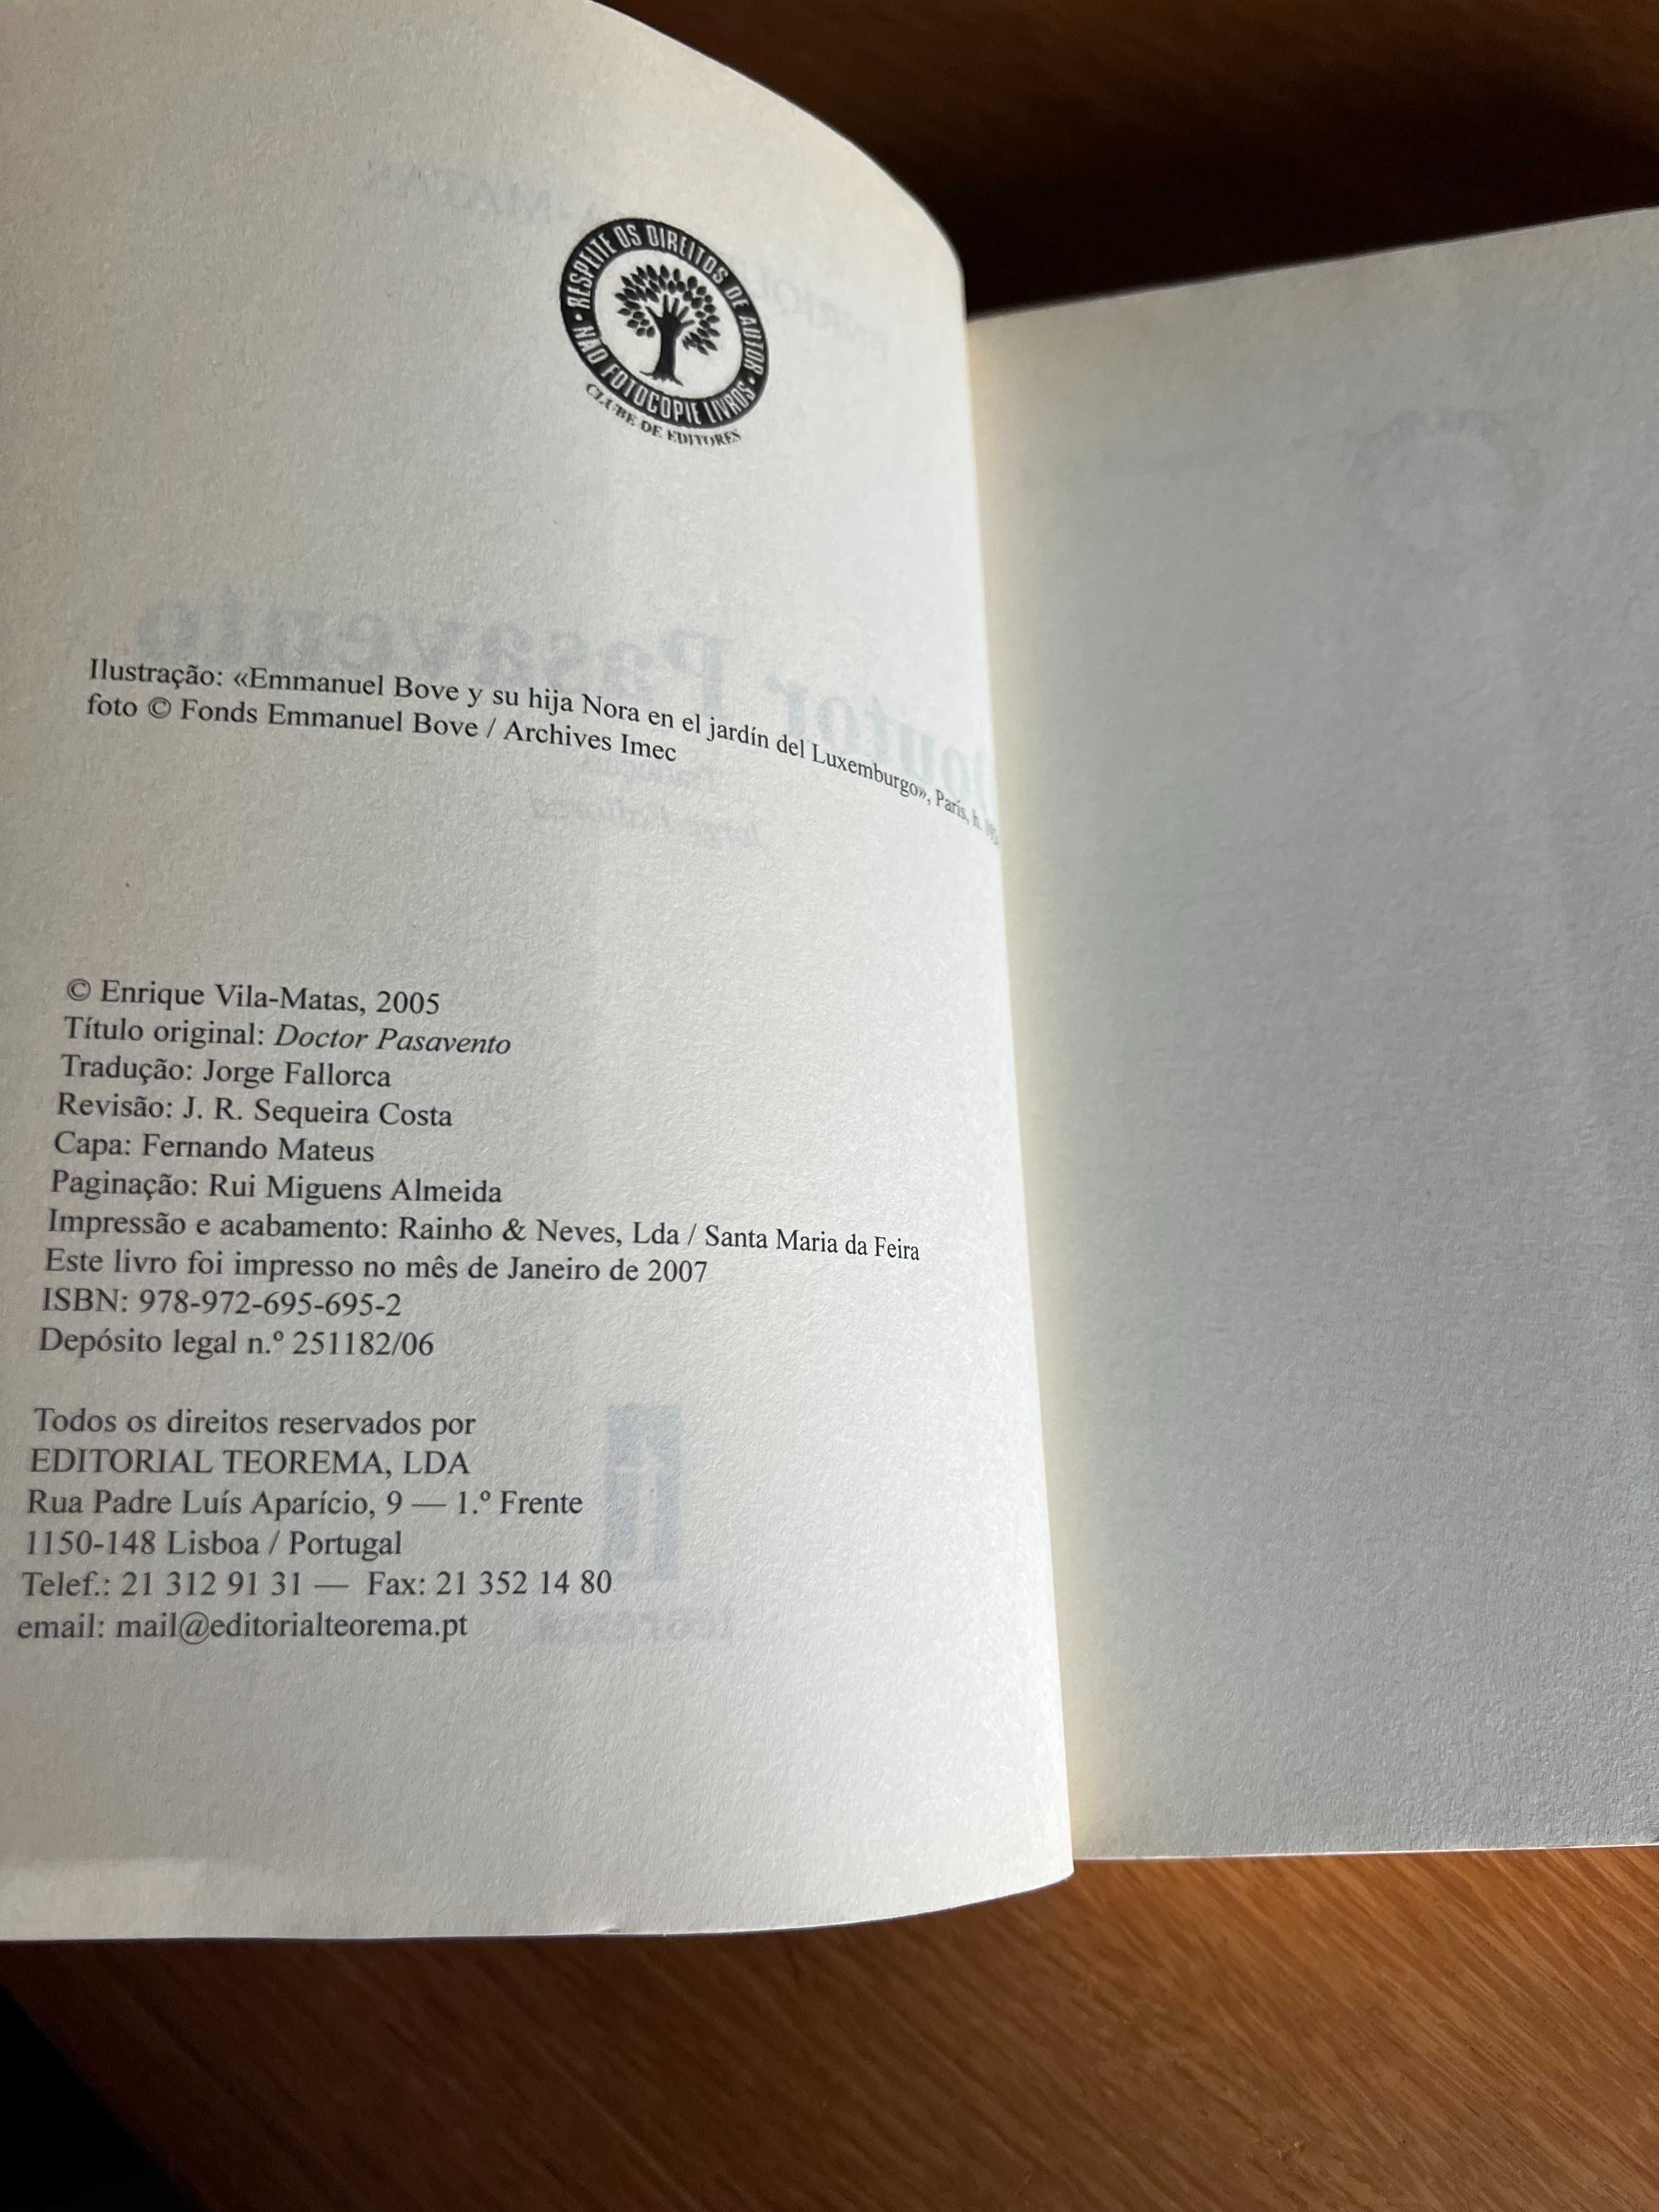 RESPEITE OS DIREITOS DE AUTOR • NÃO FOTOCOPIE LIVROS •
CLUBE DE EDITORES
Ilustração: «Emmanuel Bove y su hija Nora en el jardín del Luxemburgo», París, h.
foto © Fonds Emmanuel Bove / Archives Imec
© Enrique Vila-Matas, 2005
Título original: Doctor Pasavento
Tradução: Jorge Fallorca
Revisão: J. R. Sequeira Costa
Capa: Fernando Mateus
Paginação: Rui Miguens Almeida
Impressão e acabamento: Rainho & Neves, Lda / Santa Maria da Feira
Este livro foi impresso no mês de Janeiro de 2007
ISBN: 978-972-695-695-2
Depósito legal n.º 251182/06
Todos os direitos reservados por
EDITORIAL TEOREMA, LDA
Rua Padre Luís Aparício, 9 — 1.º Frente
1150-148 Lisboa / Portugal
Telef.: 21 312 91 31 — Fax: 21 352 14 80
email: mail@editorialteorema.pt